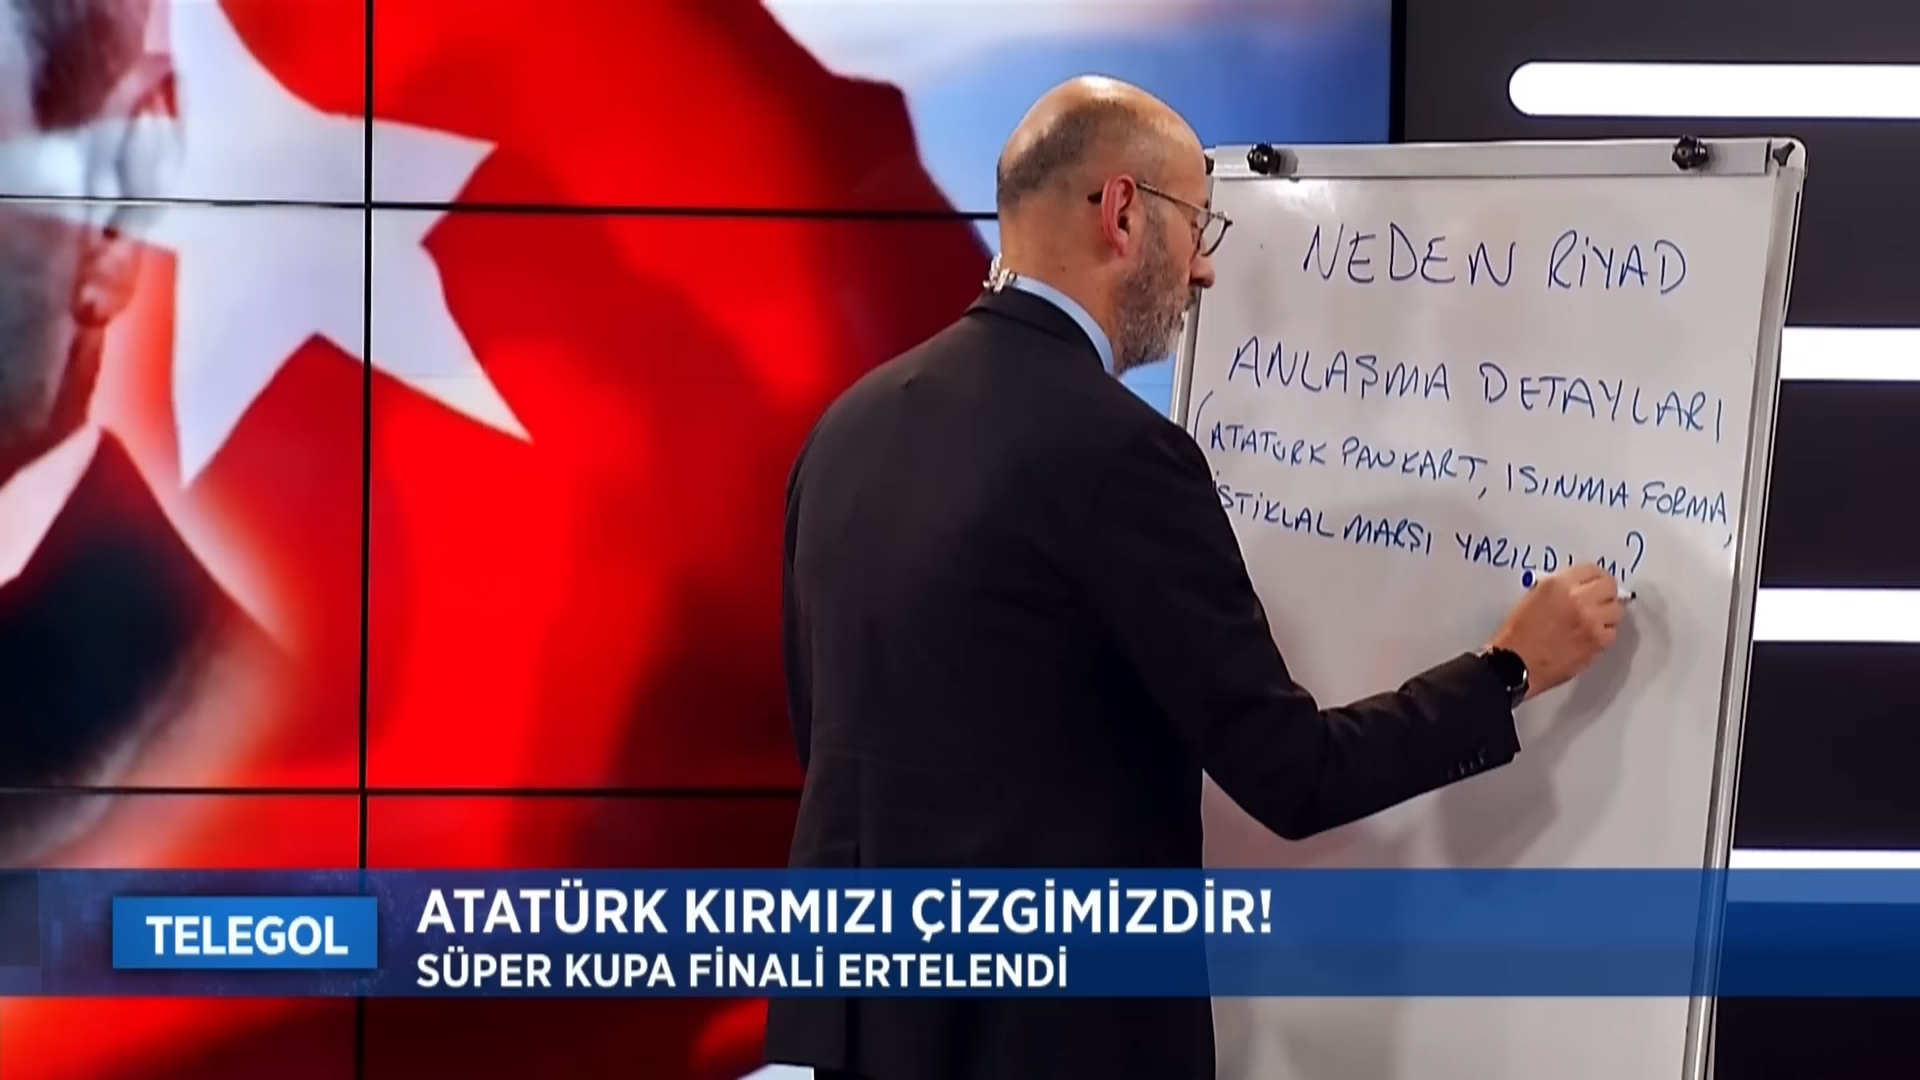 NEDEN RİYAD
ANLAŞMA DETAYLARI
(ATATÜRK PANKART, ISINMA FORMA,
İSTİKLAL MARŞI YAZILDI MI?
TELEGOL
ATATÜRK KIRMIZI ÇİZGİMİZDİR!
SÜPER KUPA FİNALİ ERTELENDİ